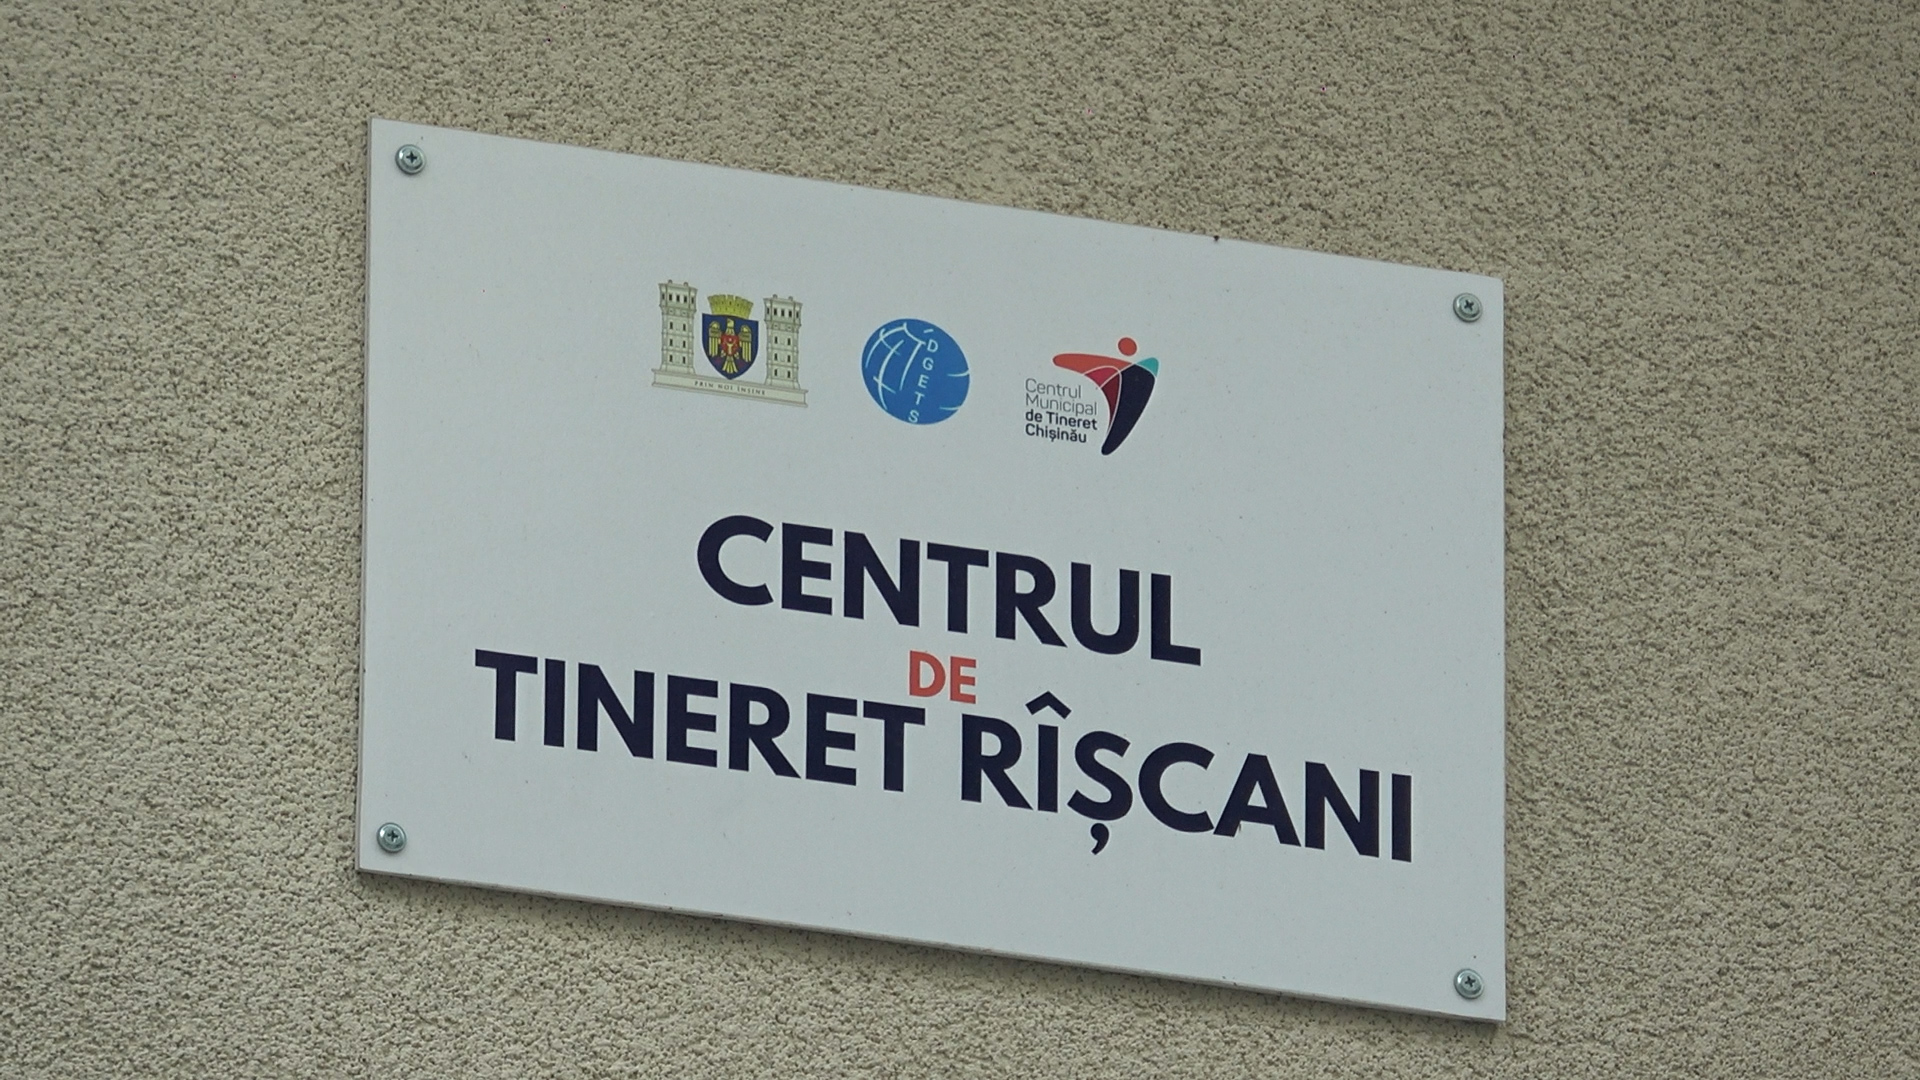 PRIN NOI ÎNȘINE
DGETS
Centrul
Municipal
de Tineret
Chișinău
CENTRUL
DE
TINERET RÎȘCANI